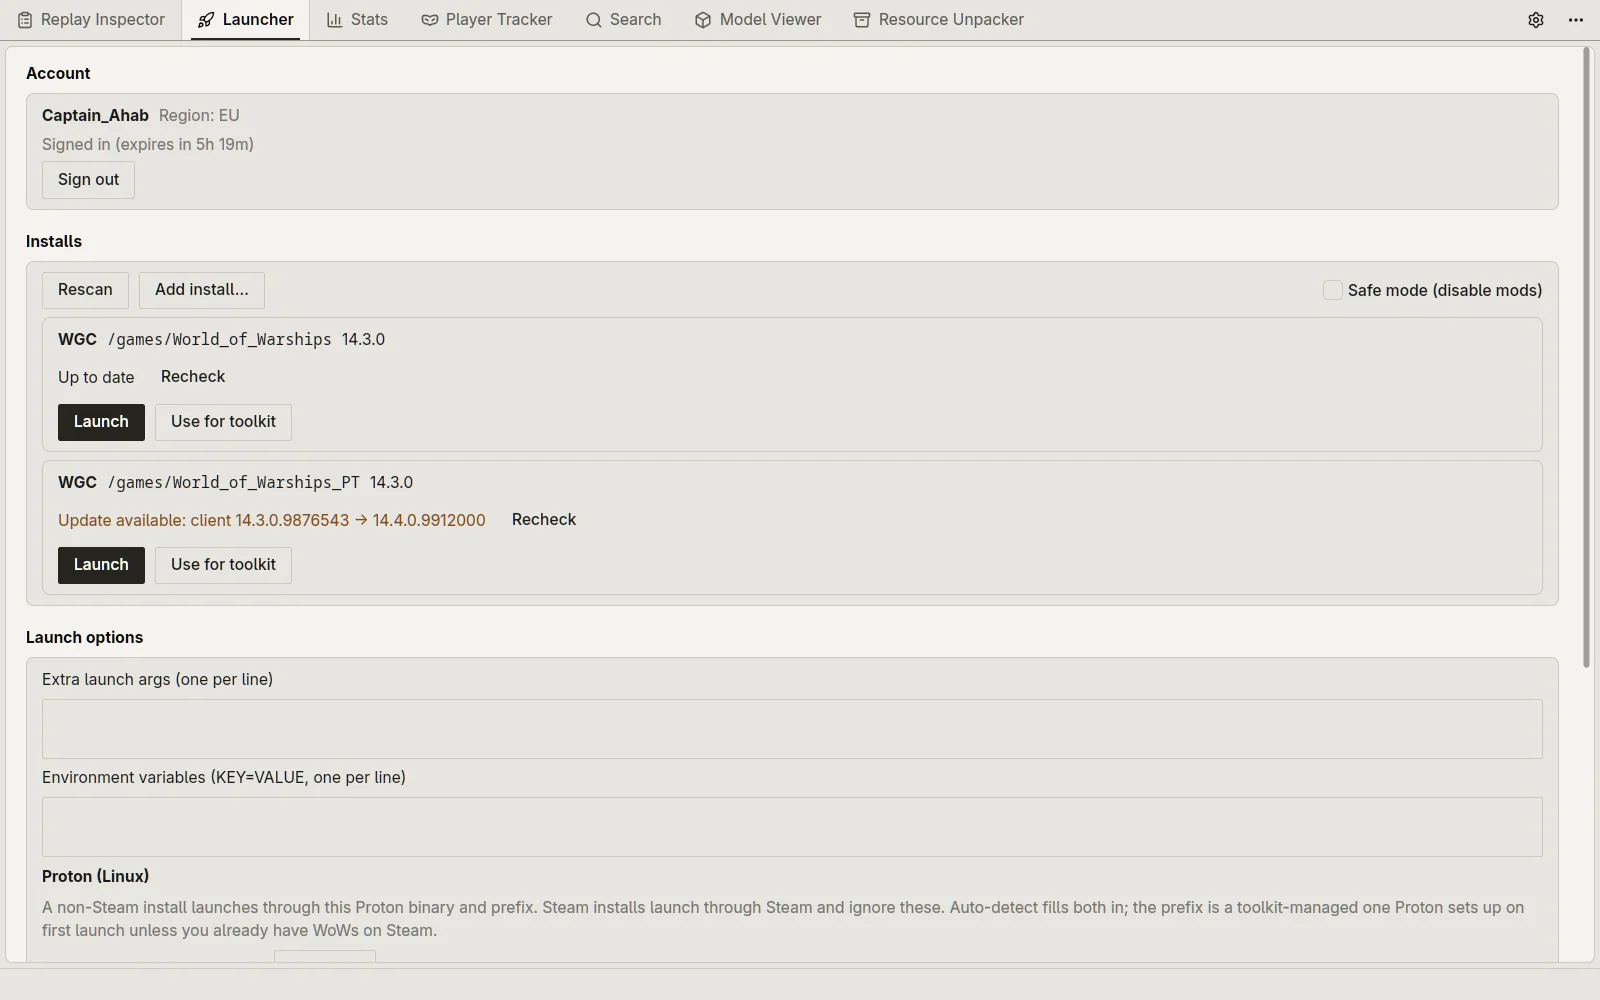 Replay Inspector Launcher Stats Player Tracker Search Model Viewer Resource Unpacker
Account
Captain_Ahab Region: EU
Signed in (expires in 5h 19m)
Sign out
Installs
Rescan Add install... Safe mode (disable mods)
WGC /games/World_of_Warships 14.3.0
Up to date Recheck
Launch Use for toolkit
WGC /games/World_of_Warships_PT 14.3.0
Update available: client 14.3.0.9876543 → 14.4.0.9912000 Recheck
Launch Use for toolkit
Launch options
Extra launch args (one per line)
Environment variables (KEY=VALUE, one per line)
Proton (Linux)
A non-Steam install launches through this Proton binary and prefix. Steam installs launch through Steam and ignore these. Auto-detect fills both in; the prefix is a toolkit-managed one Proton sets up on
first launch unless you already have WoWs on Steam.